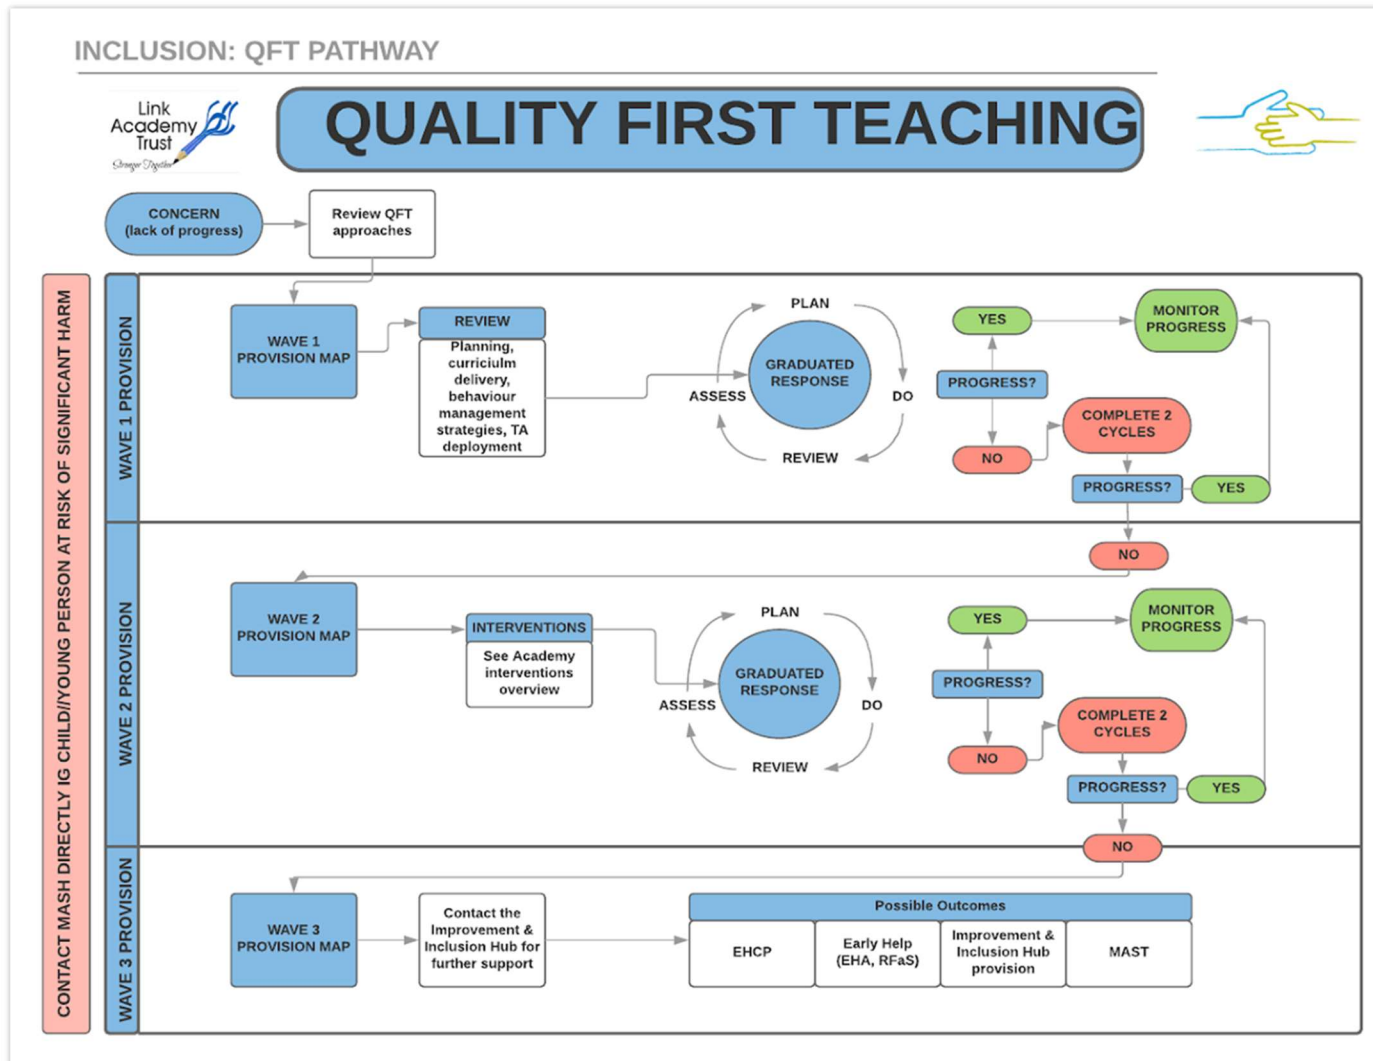 INCLUSION: QFT PATHWAY
Link
Academy
Trust
Stronger Together
QUALITY FIRST TEACHING
CONCERN
(lack of progress)
Review QFT
approaches
CONTACT MASH DIRECTLY IG CHILD//YOUNG PERSON AT RISK OF SIGNIFICANT HARM
WAVE 1 PROVISION
WAVE 1
PROVISION MAP
REVIEW
Planning,
curriciulm
delivery,
behaviour
management
strategies, TA
deployment
PLAN
GRADUATED
RESPONSE
ASSESS
DO
REVIEW
YES
MONITOR
PROGRESS
PROGRESS?
COMPLETE 2
CYCLES
NO
PROGRESS?
YES
NO
WAVE 2 PROVISION
WAVE 2
PROVISION MAP
INTERVENTIONS
See Academy
interventions
overview
PLAN
GRADUATED
RESPONSE
ASSESS
DO
REVIEW
YES
MONITOR
PROGRESS
PROGRESS?
COMPLETE 2
CYCLES
NO
PROGRESS?
YES
NO
WAVE 3 PROVISION
WAVE 3
PROVISION MAP
Contact the
Improvement &
Inclusion Hub for
further support
Possible Outcomes
EHCP
Early Help
(EHA, RFaS)
Improvement &
Inclusion Hub
provision
MAST